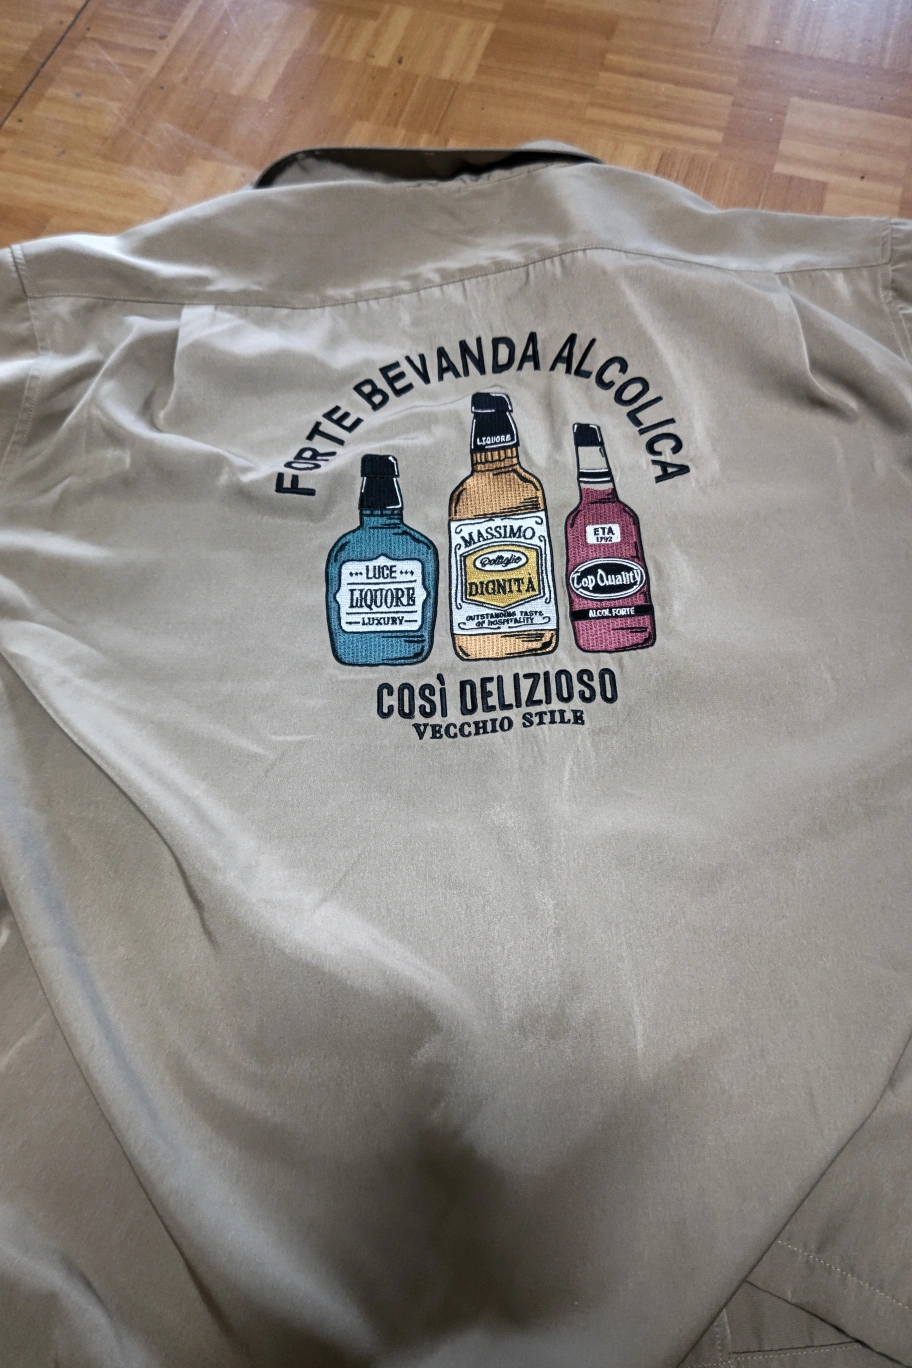 FORTE BEVANDA ALCOLICA
LIQUORE
LUCE
LIQUORE
LUXURY
MASSIMO
Bottiglie
DIGNITÀ
OUTSTANDING TASTE
OF HOSPITALITY
ETA
1792
Top Quality
ALCOL FORTE
COSÌ DELIZIOSO
VECCHIO STILE